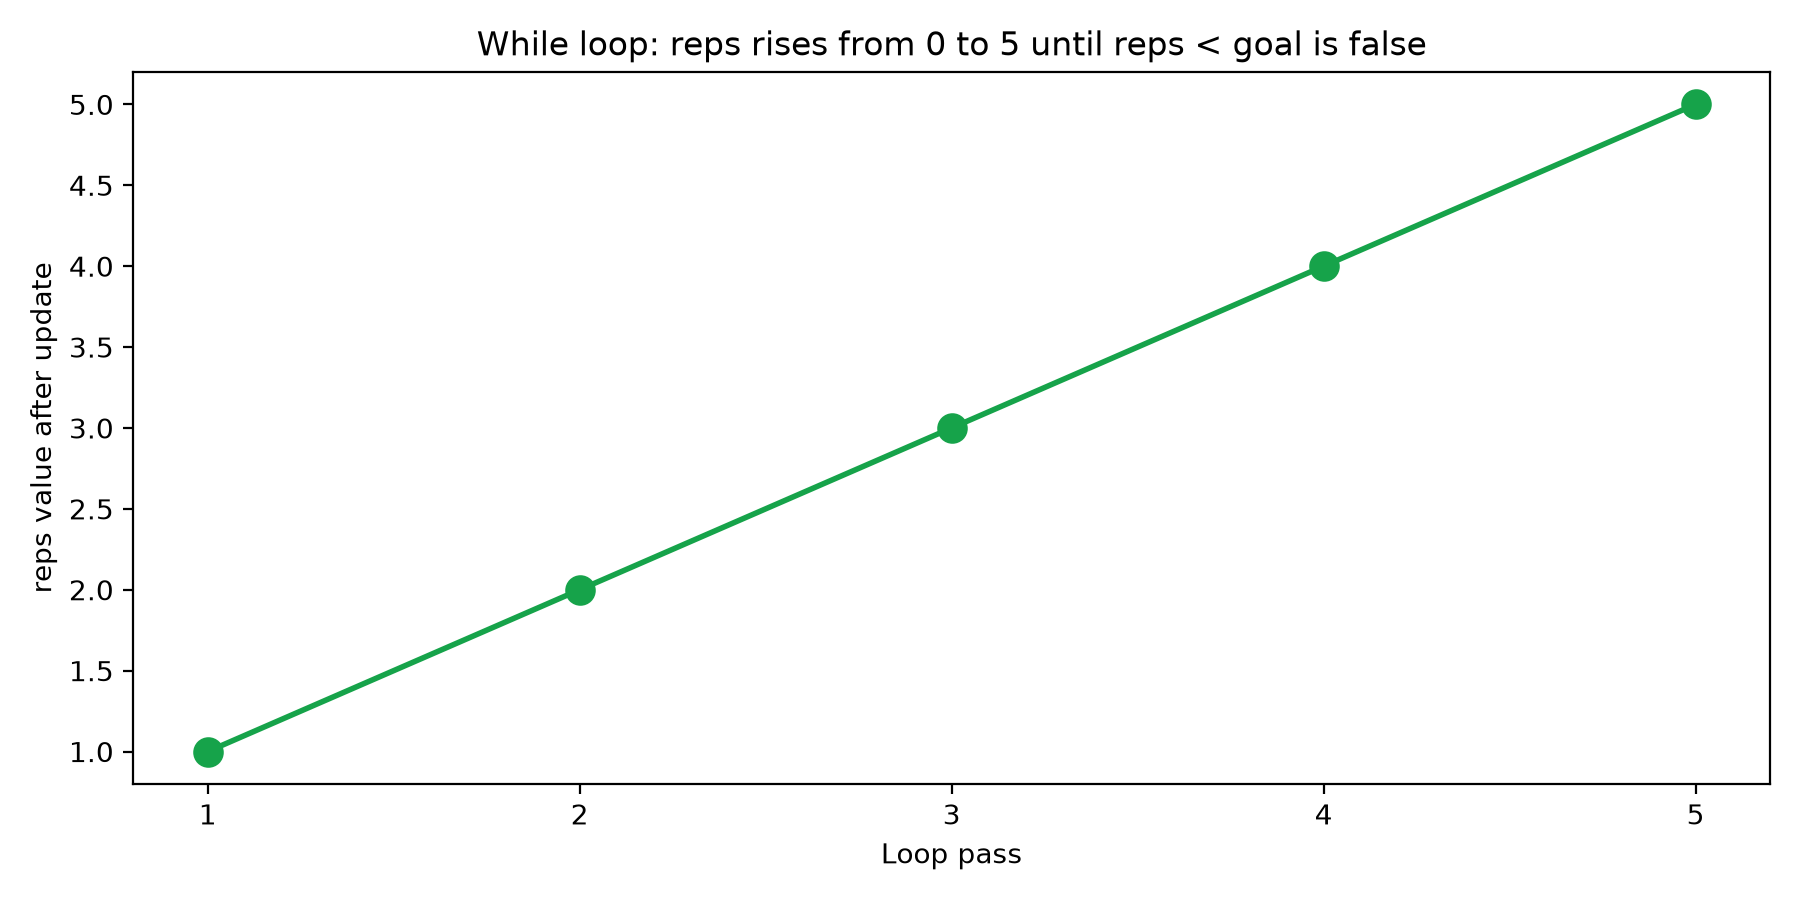 While loop: reps rises from 0 to 5 until reps < goal is false
reps value after update
5.0
4.5
4.0
3.5
3.0
2.5
2.0
1.5
1.0
1 2 3 4 5
Loop pass